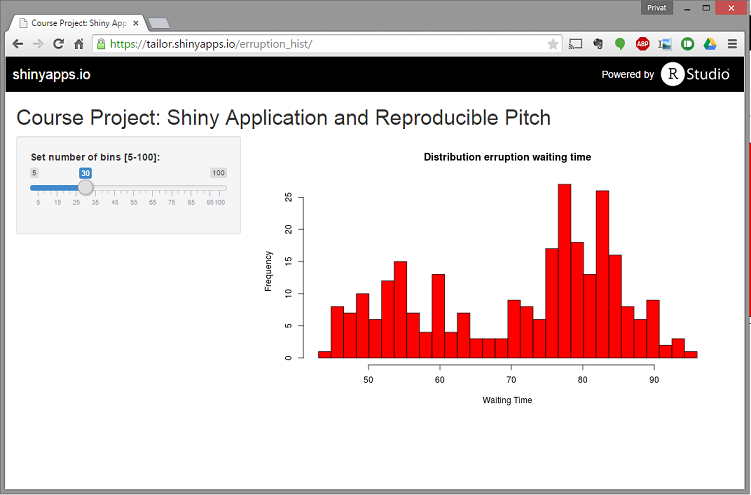 Privat
Course Project: Shiny App
https://tailor.shinyapps.io/erruption_hist/
ABP
shinyapps.io
Powered by R Studio
Course Project: Shiny Application and Reproducible Pitch
Set number of bins [5-100]:
5 30 100
5 15 25 35 45 55 65 75 85 95 100
Distribution erruption waiting time
Frequency
25
20
15
10
5
0
50 60 70 80 90
Waiting Time